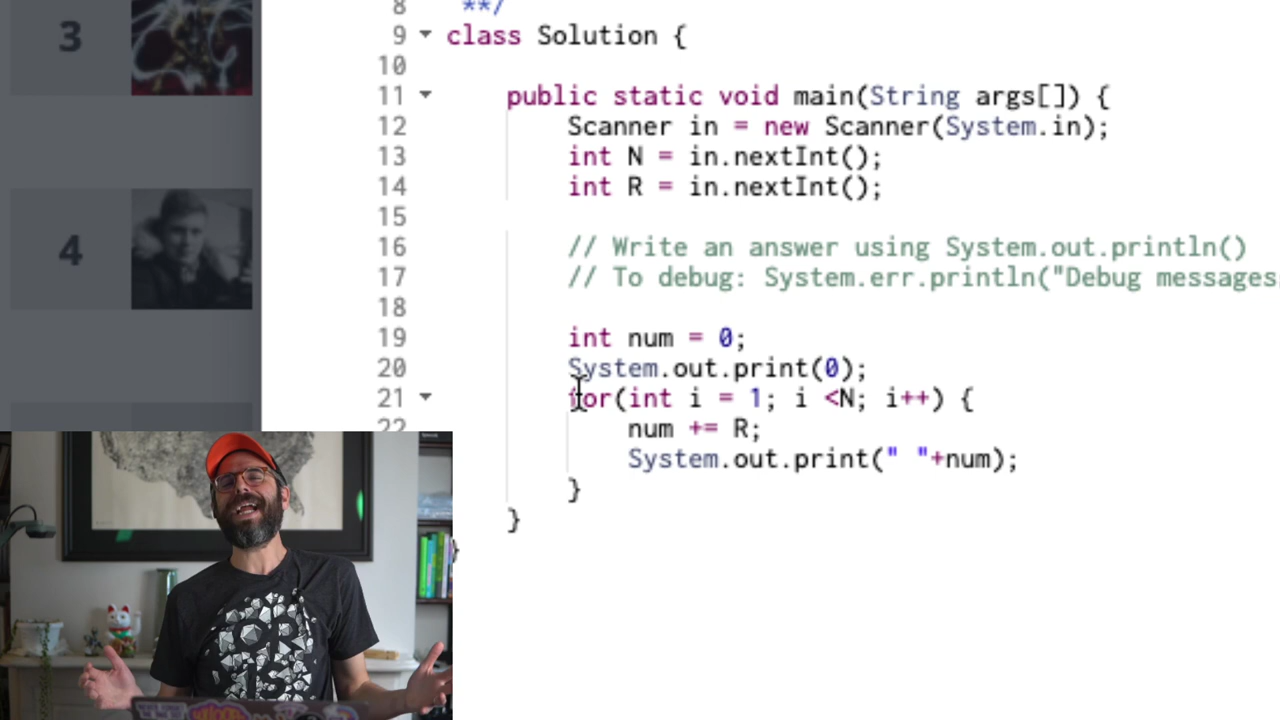 3
4
8 **/
9 class Solution {
10
11 public static void main(String args[]) {
12 Scanner in = new Scanner(System.in);
13 int N = in.nextInt();
14 int R = in.nextInt();
15
16 // Write an answer using System.out.println()
17 // To debug: System.err.println("Debug messages
18
19 int num = 0;
20 System.out.print(0);
21 for(int i = 1; i <N; i++) {
22 num += R;
System.out.print(" "+num);
}
}
}